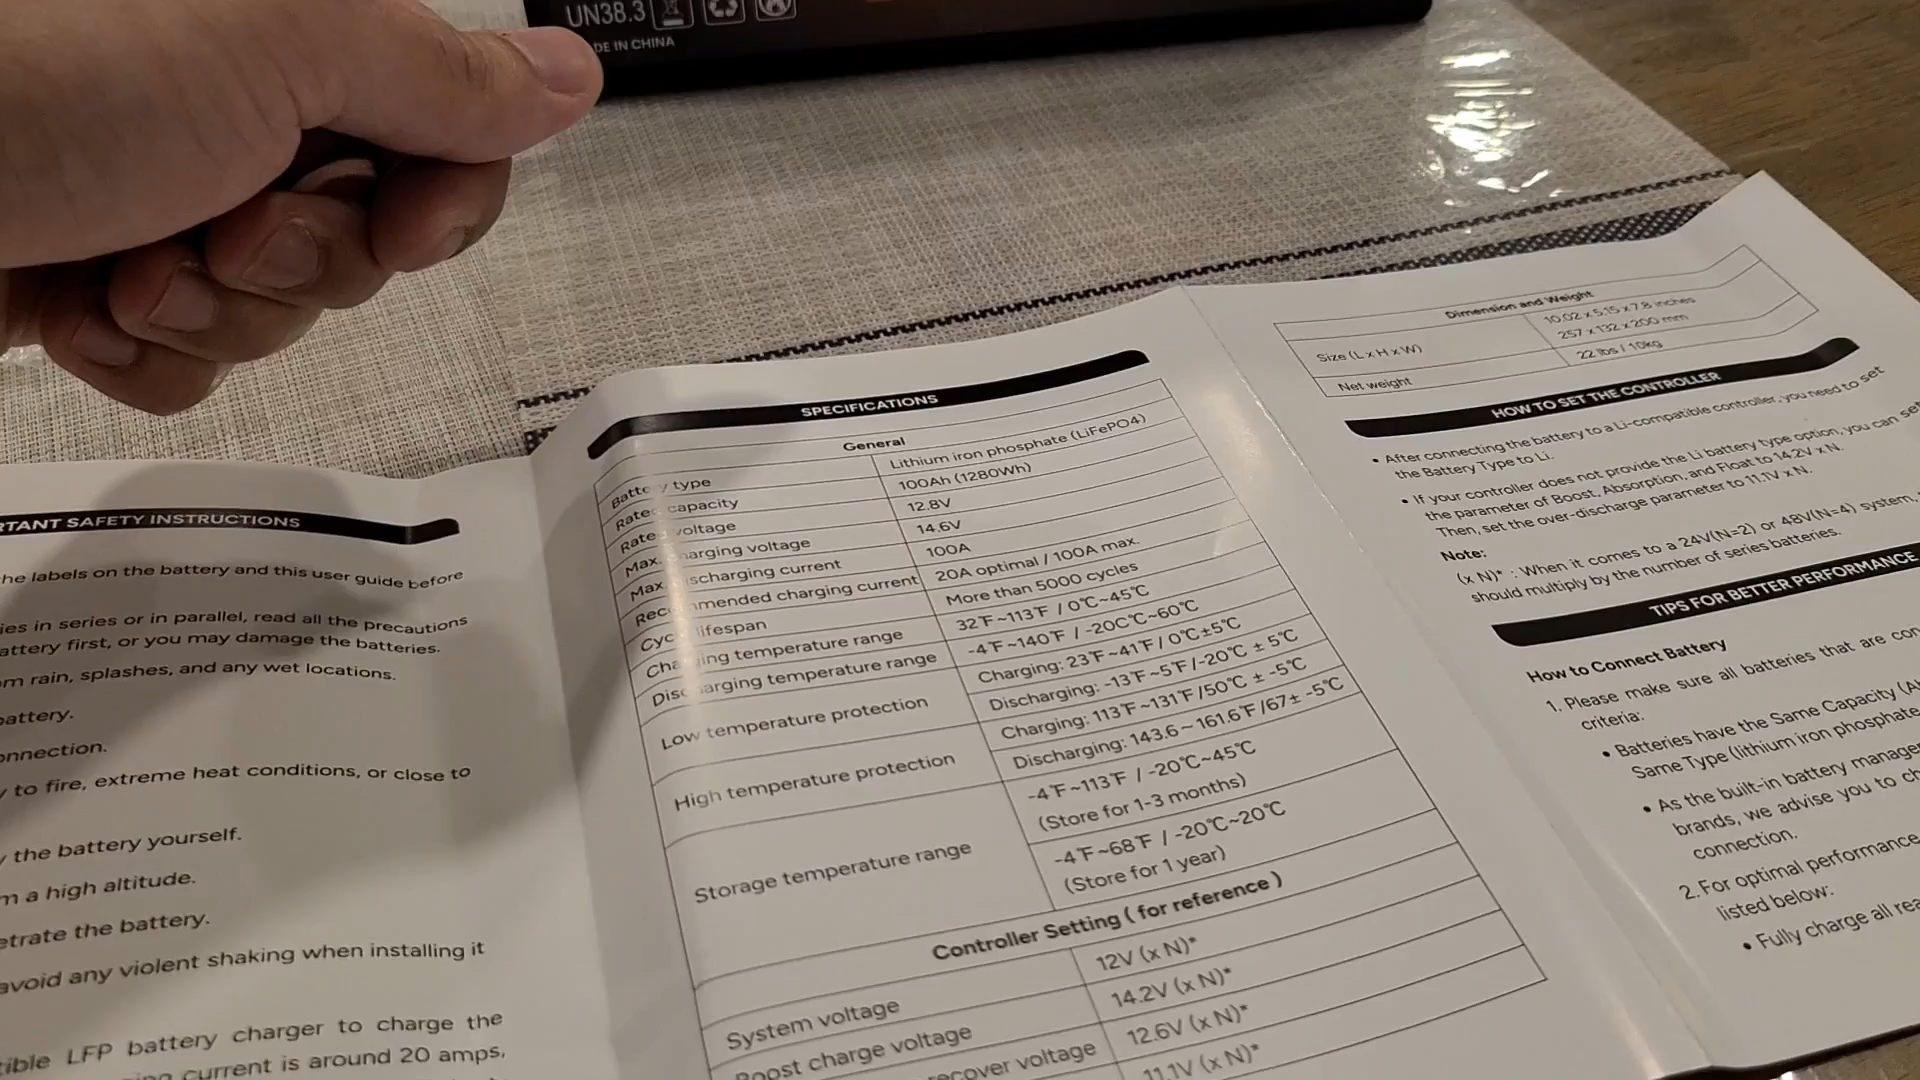 UN38.3
DE IN CHINA
RTANT SAFETY INSTRUCTIONS
he labels on the battery and this user guide before
ies in series or in parallel, read all the precautions
attery first, or you may damage the batteries.
m rain, splashes, and any wet locations.
battery.
onnection.
y to fire, extreme heat conditions, or close to
y the battery yourself.
m a high altitude.
etrate the battery.
avoid any violent shaking when installing it
tible LFP battery charger to charge the
ng current is around 20 amps,
SPECIFICATIONS
General
Battery type Lithium iron phosphate (LiFePO4)
Rated capacity 100Ah (1280Wh)
Rated voltage 12.8V
Max. charging voltage 14.6V
Max. discharging current 100A
Recommended charging current 20A optimal / 100A max.
Cycle lifespan More than 5000 cycles
Charging temperature range 32℉~113℉ / 0℃~45℃
Discharging temperature range -4℉~140℉ / -20C℃~60℃
Low temperature protection Charging: 23℉~41℉ / 0℃±5℃
Discharging: -13℉~5℉ /-20℃ ± 5℃
High temperature protection Charging: 113℉~131℉ /50℃ ± -5℃
Discharging: 143.6~161.6℉ /67± -5℃
Storage temperature range -4℉~113℉ / -20℃~45℃
(Store for 1-3 months)
-4℉~68℉ / -20℃~20℃
(Store for 1 year)
Controller Setting ( for reference )
System voltage 12V (x N)*
Boost charge voltage 14.2V (x N)*
recover voltage 12.6V (x N)*
11.1V (x N)*
Dimension and Weight
Size (L x H x W) 10.02 x 5.15 x 7.8 inches
257 x 132 x 200 mm
Net weight 22 lbs / 10kg
HOW TO SET THE CONTROLLER
• After connecting the battery to a Li-compatible controller, you need to set
the Battery Type to Li.
• If your controller does not provide the Li battery type option, you can set
the parameter of Boost, Absorption, and Float to 14.2V x N.
Then, set the over-discharge parameter to 11.1V x N.
Note:
(x N)* : When it comes to a 24V(N=2) or 48V(N=4) system,
should multiply by the number of series batteries.
TIPS FOR BETTER PERFORMANCE
How to Connect Battery
1. Please make sure all batteries that are con
criteria:
• Batteries have the Same Capacity (A
Same Type (lithium iron phosphate
• As the built-in battery manage
brands, we advise you to ch
connection.
2. For optimal performance
listed below:
• Fully charge all rea